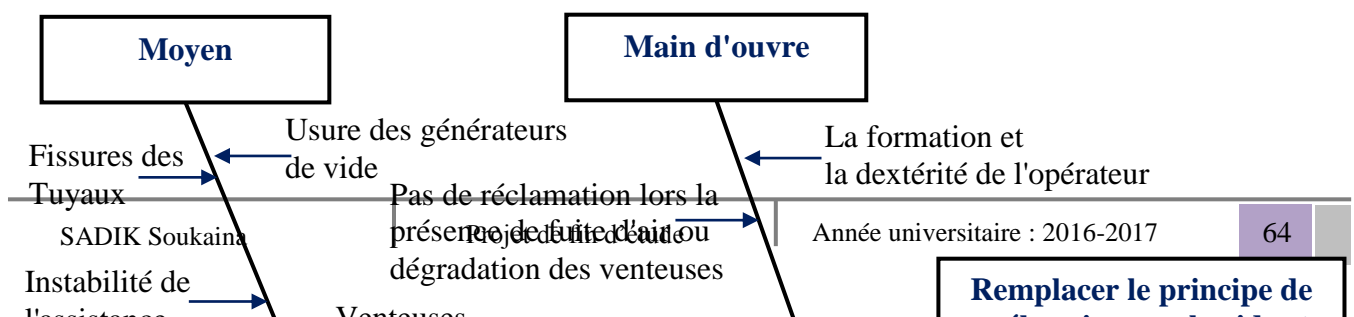 Moyen
Main d'ouvre
Usure des générateurs
de vide
Fissures des
Tuyaux
La formation et
la dextérité de l'opérateur
Pas de réclamation lors la
présence de fuite d'air ou
dégradation des venteuses
SADIK Soukaina
Projet de fin d'étude
Année universitaire : 2016-2017
64
Instabilité de
l'assistance
Venteuses
Remplacer le principe de